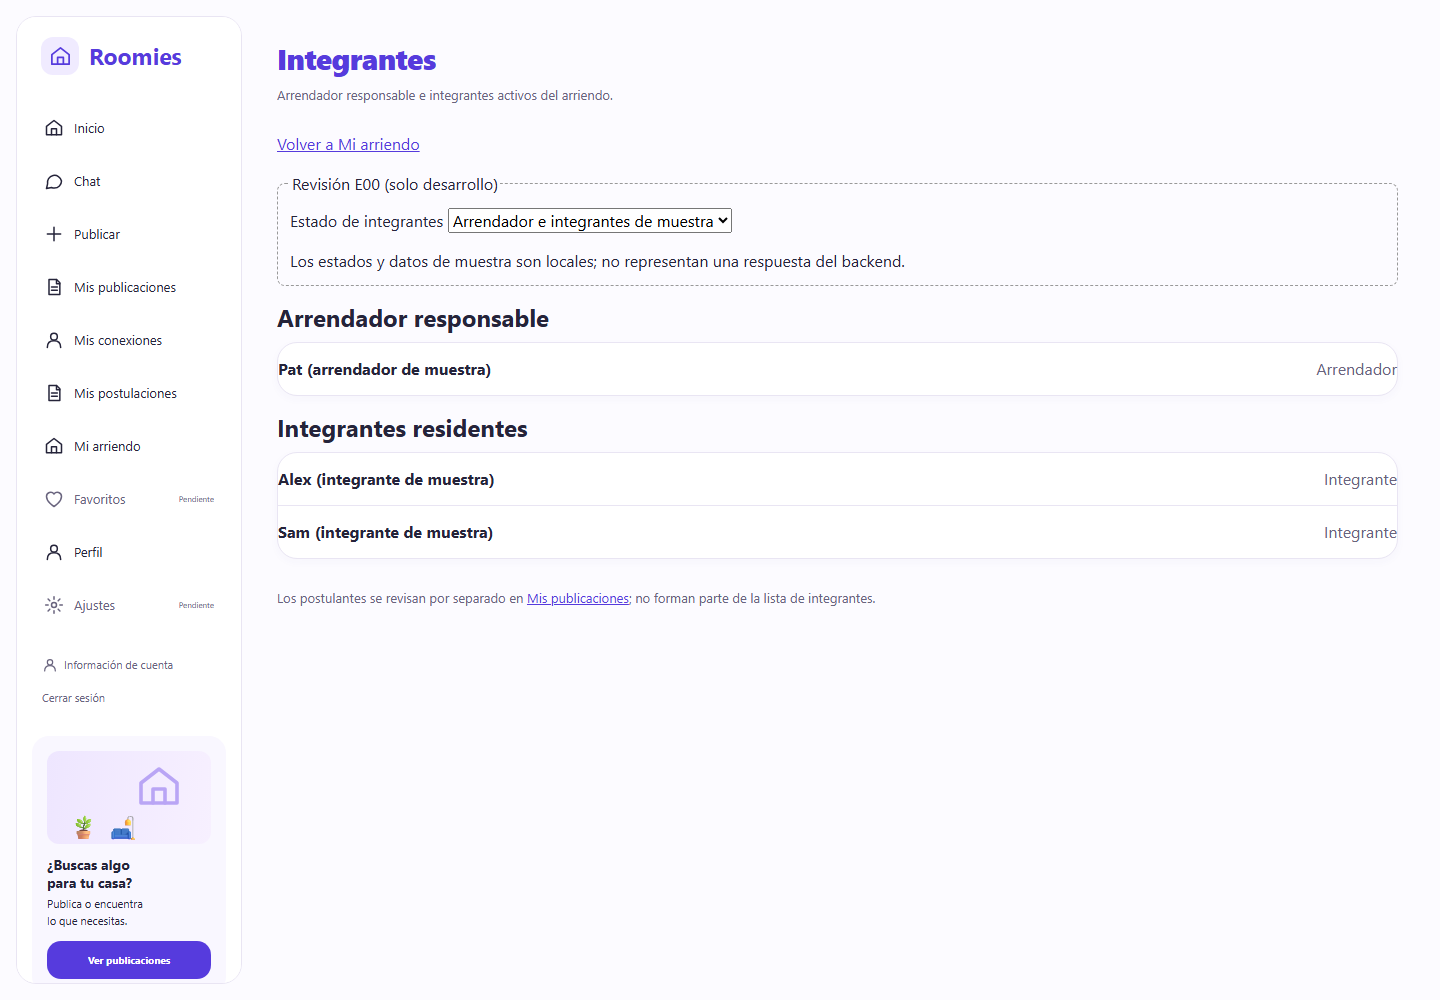 Roomies
Inicio
Chat
Publicar
Mis publicaciones
Mis conexiones
Mis postulaciones
Mi arriendo
Favoritos Pendiente
Perfil
Ajustes Pendiente
Información de cuenta
Cerrar sesión
¿Buscas algo
para tu casa?
Publica o encuentra
lo que necesitas.
Ver publicaciones
Integrantes
Arrendador responsable e integrantes activos del arriendo.
Volver a Mi arriendo
Revisión E00 (solo desarrollo)
Estado de integrantes Arrendador e integrantes de muestra
Los estados y datos de muestra son locales; no representan una respuesta del backend.
Arrendador responsable
Pat (arrendador de muestra) Arrendador
Integrantes residentes
Alex (integrante de muestra) Integrante
Sam (integrante de muestra) Integrante
Los postulantes se revisan por separado en Mis publicaciones; no forman parte de la lista de integrantes.